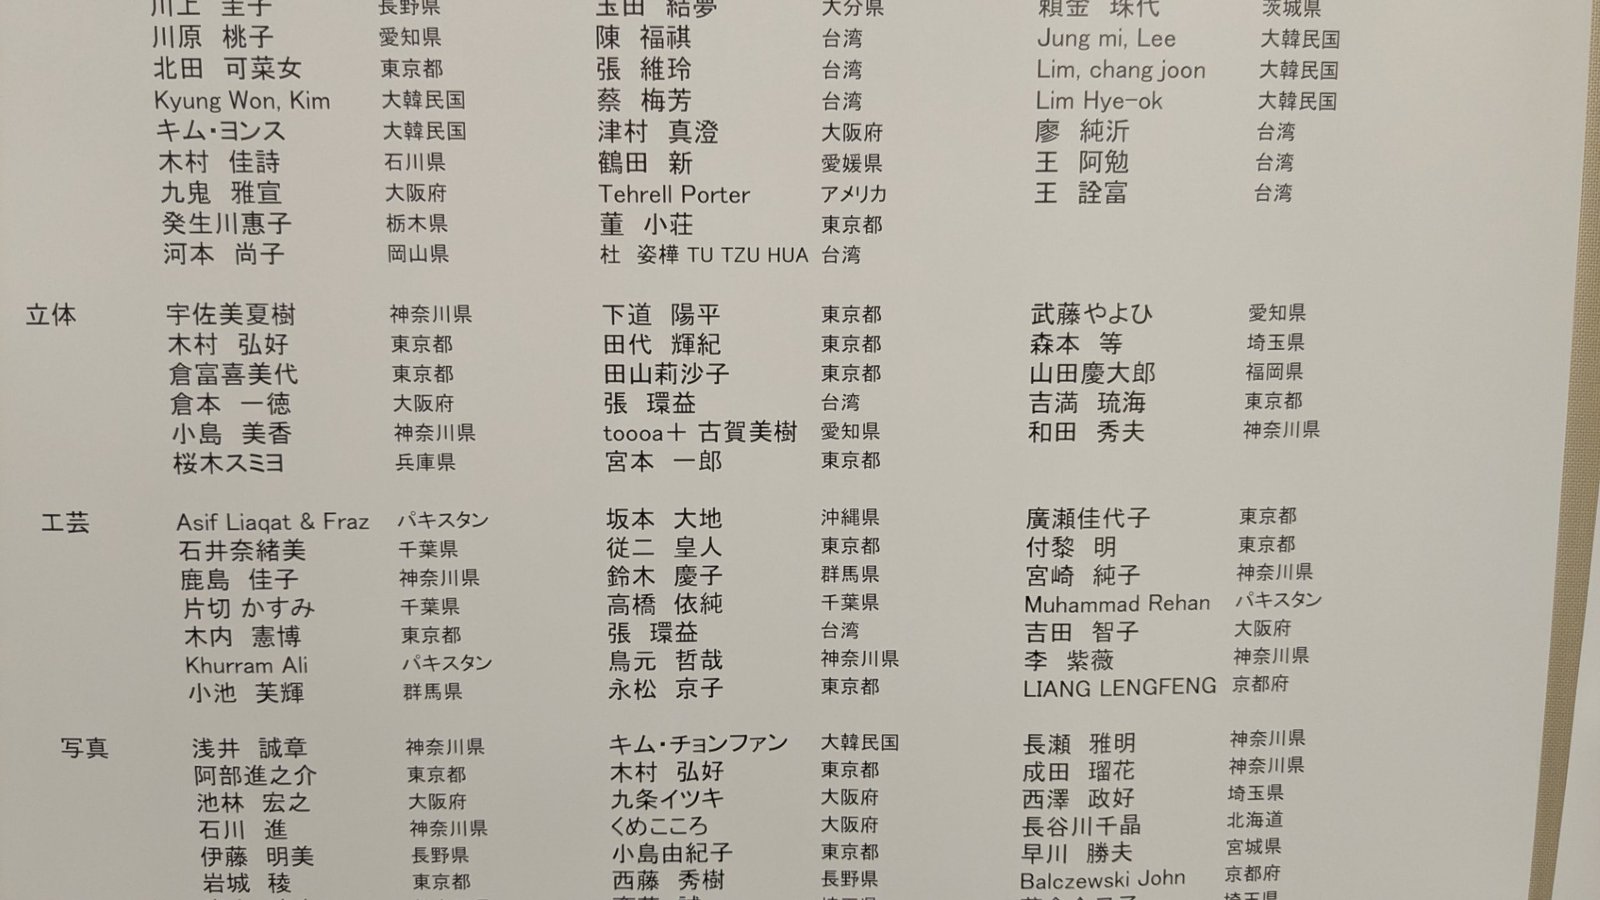 川上 圭子 長野県 玉田 結夢 大分県 頼金 珠代 茨城県
川原 桃子 愛知県 陳 福祺 台湾 Jung mi, Lee 大韓民国
北田 可菜女 東京都 張 維玲 台湾 Lim, chang joon 大韓民国
Kyung Won, Kim 大韓民国 蔡 梅芳 台湾 Lim Hye-ok 大韓民国
キム・ヨンス 大韓民国 津村 真澄 大阪府 廖 純沂 台湾
木村 佳詩 石川県 鶴田 新 愛媛県 王 阿勉 台湾
九鬼 雅宣 大阪府 Tehrell Porter アメリカ 王 詮富 台湾
癸生川惠子 栃木県 董 小荘 東京都
河本 尚子 岡山県 杜 姿樺 TU TZU HUA 台湾
立体 宇佐美夏樹 神奈川県 下道 陽平 東京都 武藤やよひ 愛知県
木村 弘好 東京都 田代 輝紀 東京都 森本 等 埼玉県
倉富喜美代 東京都 田山莉沙子 東京都 山田慶大郎 福岡県
倉本 一徳 大阪府 張 環益 台湾 吉満 琉海 東京都
小島 美香 神奈川県 toooa＋ 古賀美樹 愛知県 和田 秀夫 神奈川県
桜木スミヨ 兵庫県 宮本 一郎 東京都
工芸 Asif Liaqat & Fraz パキスタン 坂本 大地 沖縄県 廣瀬佳代子 東京都
石井奈緒美 千葉県 従二 皇人 東京都 付黎 明 東京都
鹿島 佳子 神奈川県 鈴木 慶子 群馬県 宮崎 純子 神奈川県
片切 かすみ 千葉県 高橋 依純 千葉県 Muhammad Rehan パキスタン
木内 憲博 東京都 張 環益 台湾 吉田 智子 大阪府
Khurram Ali パキスタン 鳥元 哲哉 神奈川県 李 紫薇 神奈川県
小池 芙輝 群馬県 永松 京子 東京都 LIANG LENGFENG 京都府
写真 浅井 誠章 神奈川県 キム・チョンファン 大韓民国 長瀬 雅明 神奈川県
阿部進之介 東京都 木村 弘好 東京都 成田 瑠花 神奈川県
池林 宏之 大阪府 九条イツキ 大阪府 西澤 政好 埼玉県
石川 進 神奈川県 くめこころ 大阪府 長谷川千晶 北海道
伊藤 明美 長野県 小島由紀子 東京都 早川 勝夫 宮城県
岩城 稜 東京都 西藤 秀樹 長野県 Balczewski John 京都府